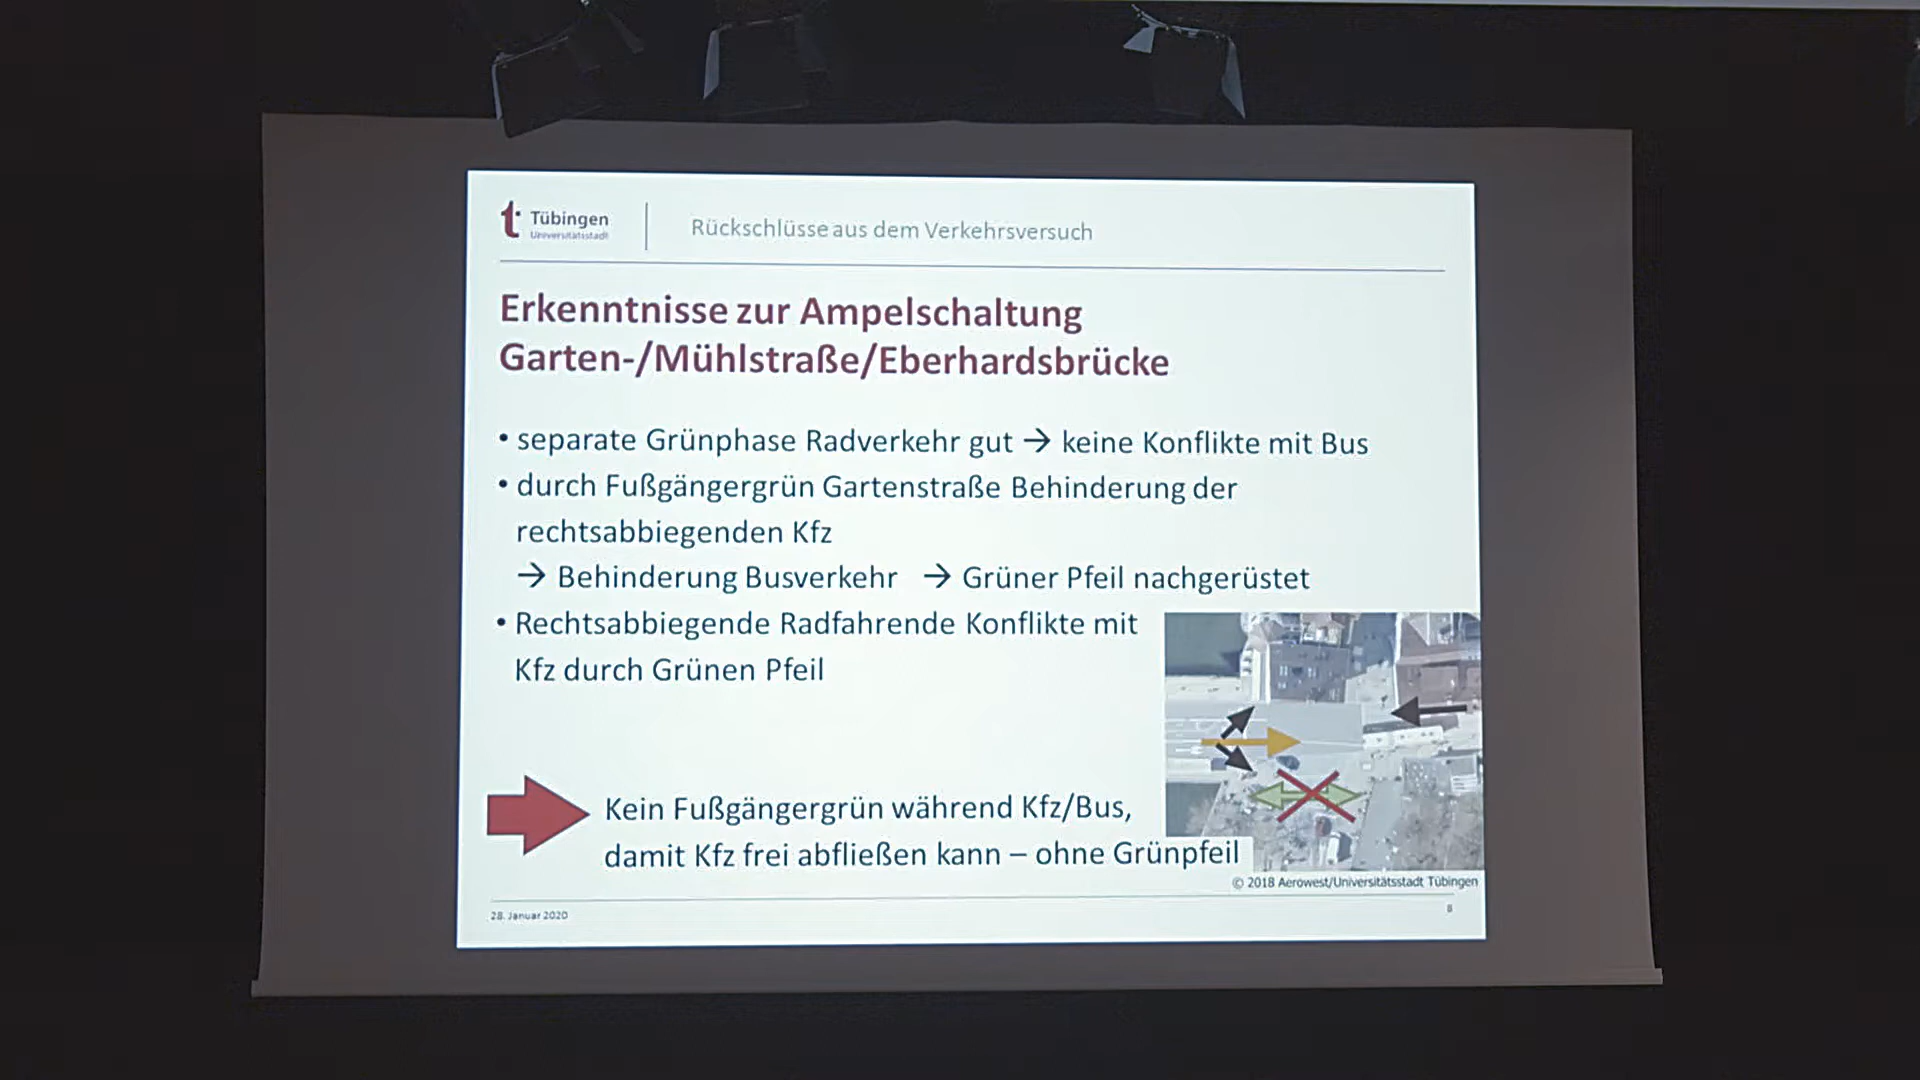 Tübingen
Universitätsstadt
Rückschlüsse aus dem Verkehrsversuch
Erkenntnisse zur Ampelschaltung
Garten-/Mühlstraße/Eberhardsbrücke
• separate Grünphase Radverkehr gut → keine Konflikte mit Bus
• durch Fußgängergrün Gartenstraße Behinderung der
rechtsabbiegenden Kfz
→ Behinderung Busverkehr → Grüner Pfeil nachgerüstet
• Rechtsabbiegende Radfahrende Konflikte mit
Kfz durch Grünen Pfeil
Kein Fußgängergrün während Kfz/Bus,
damit Kfz frei abfließen kann – ohne Grünpfeil
© 2018 Aerowest/Universitätsstadt Tübingen
28. Januar 2020
8